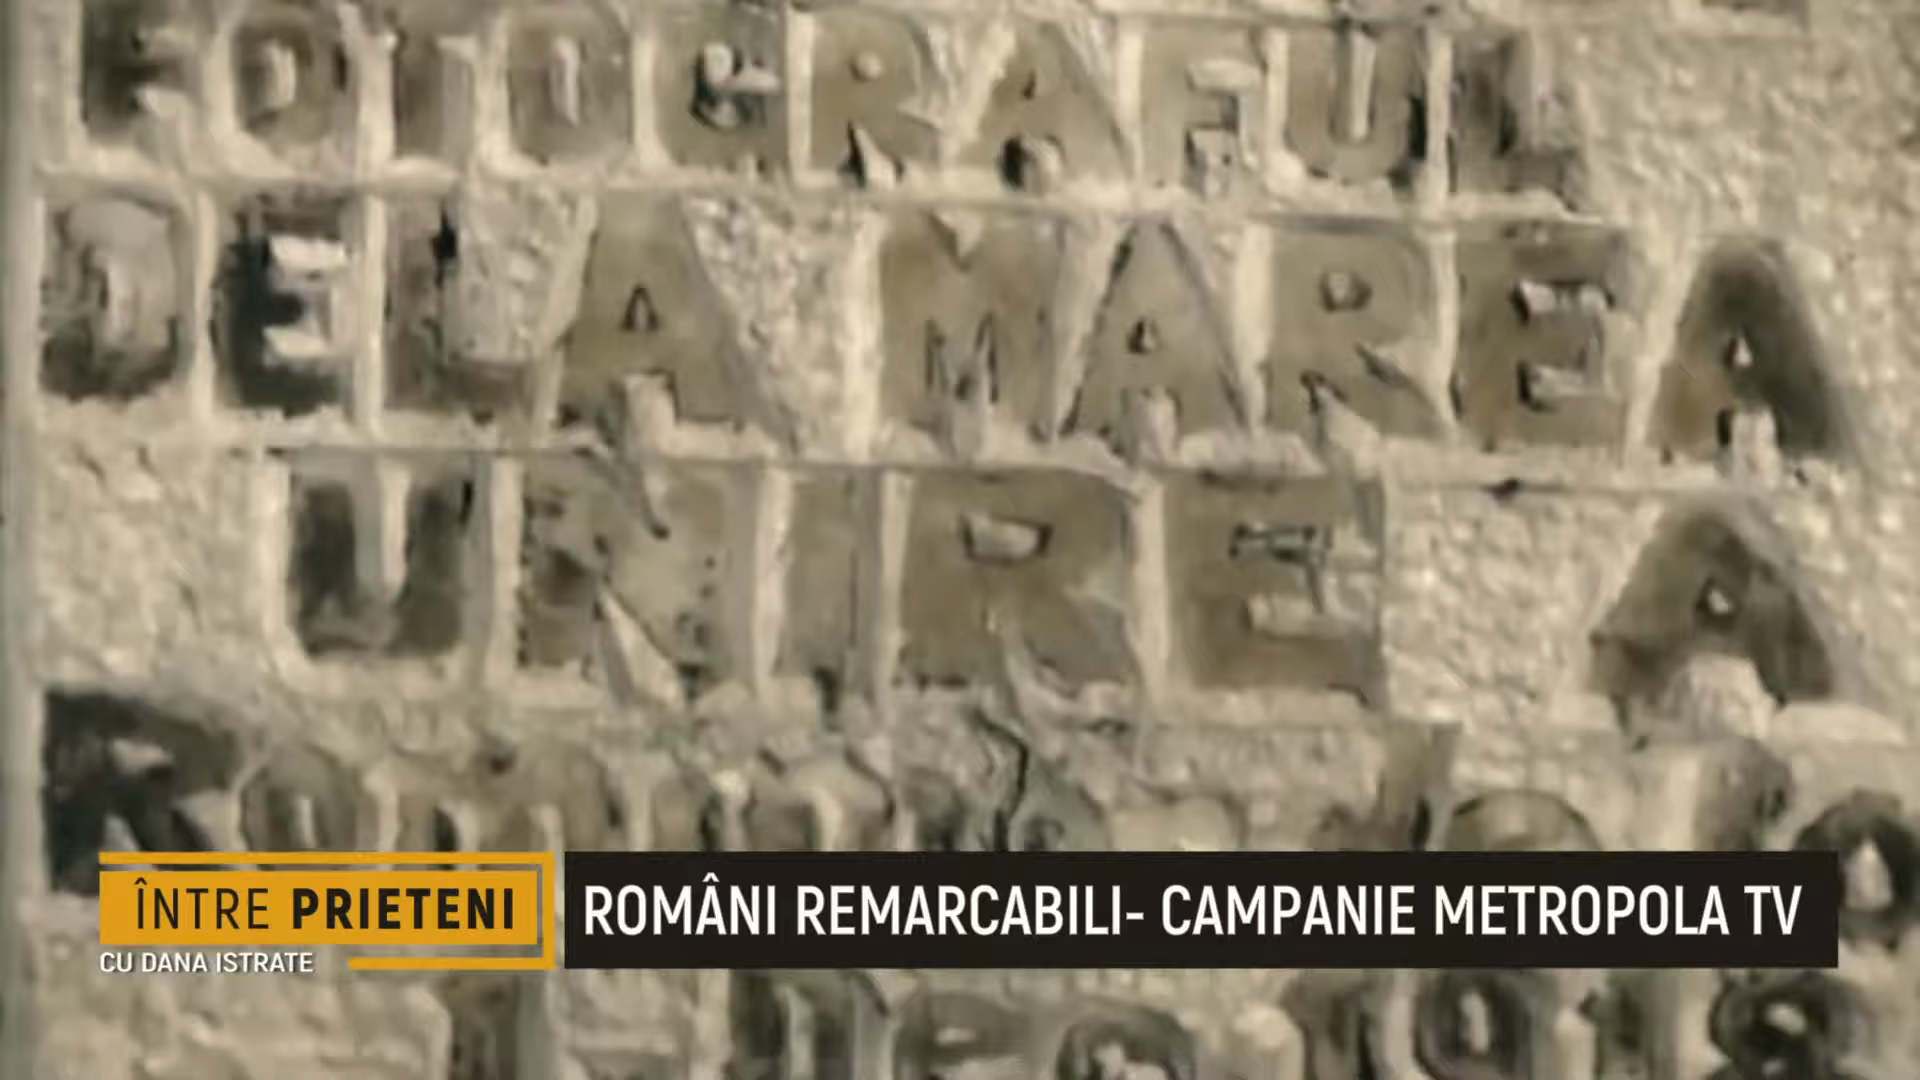 FOTOGRAFUL
DE LA MAREA
UNIRE A
ÎNTRE PRIETENI
CU DANA ISTRATE
ROMÂNI REMARCABILI- CAMPANIE METROPOLA TV